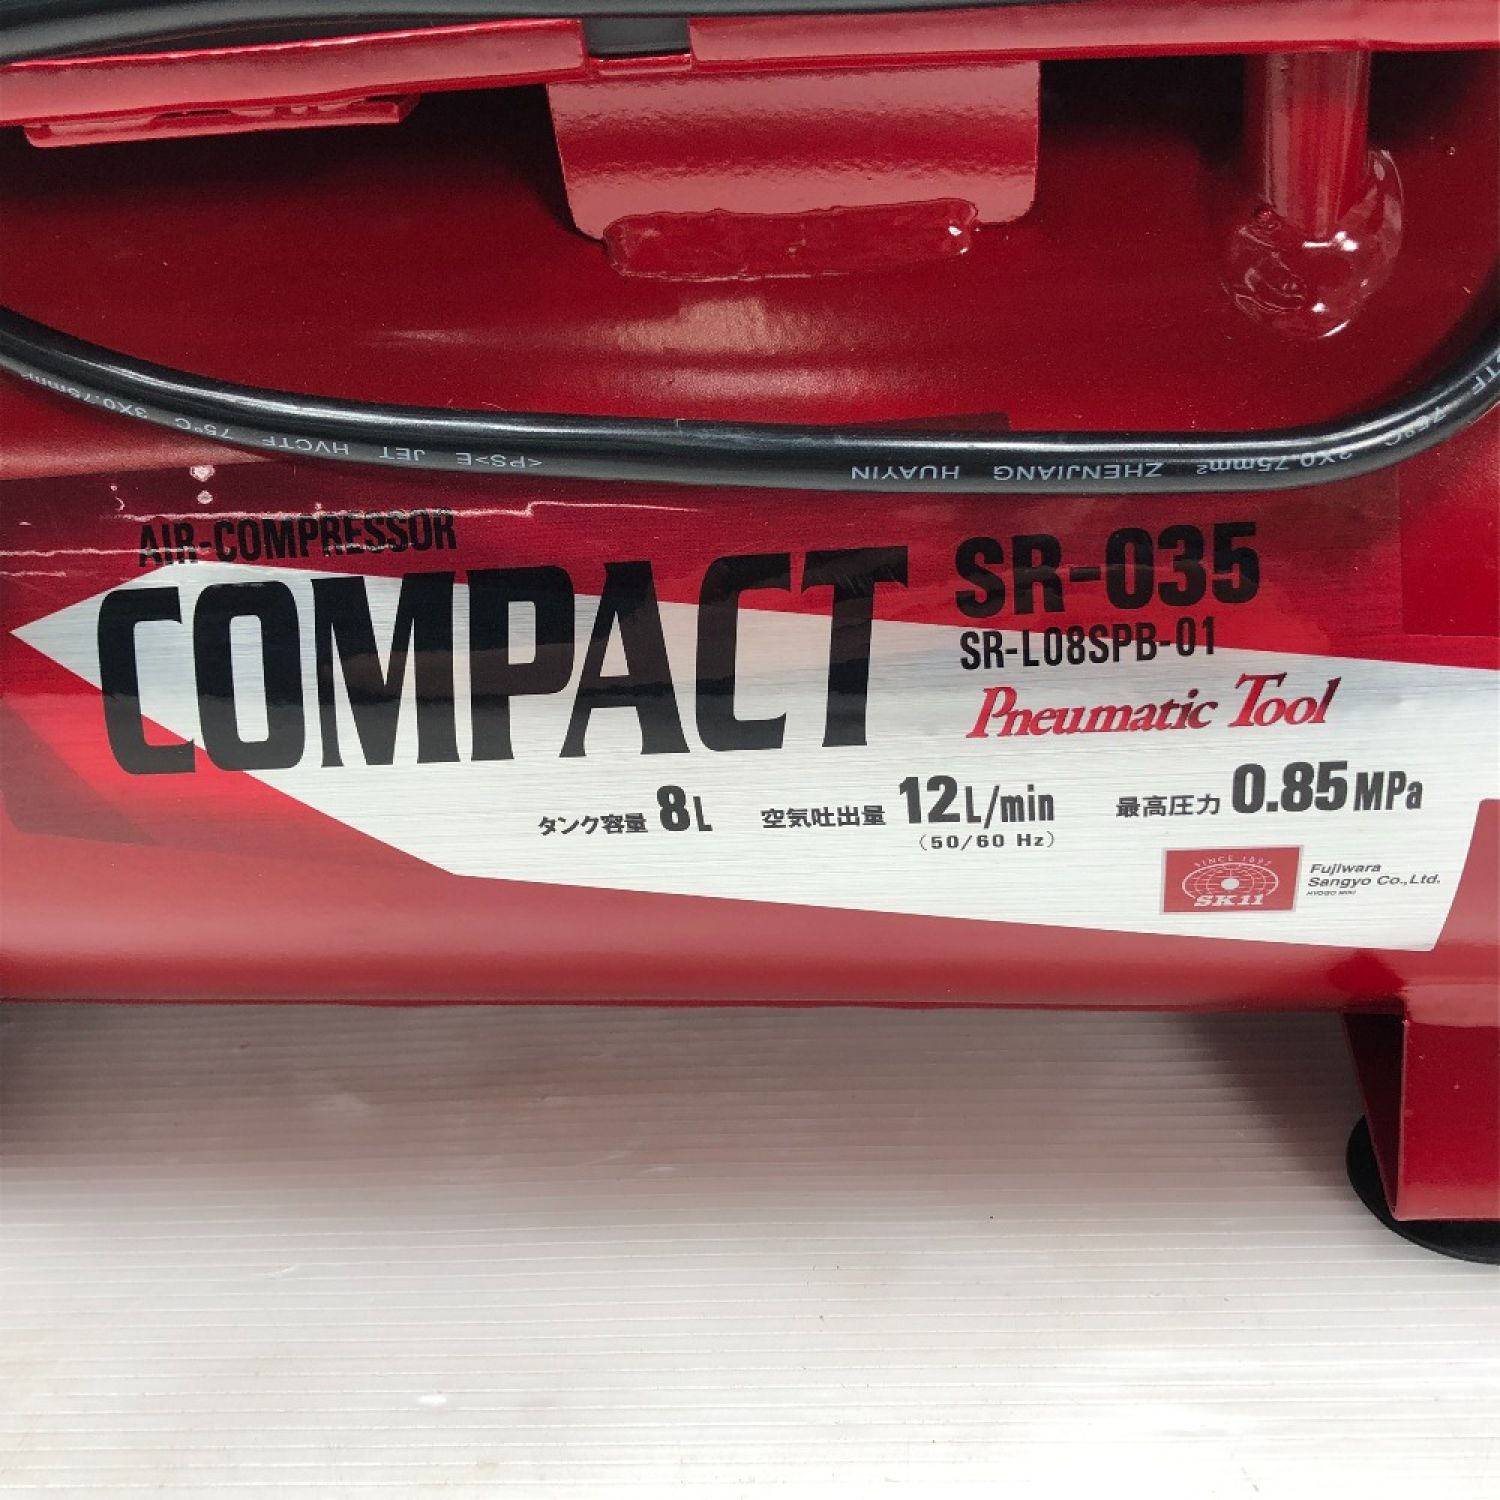 3X0.75mm² HVCTF 75°C JET <PS>E
ZHENJIANG HUAYIN
3X0.75mm²
75°C
AIR-COMPRESSOR
COMPACT
SR-035
SR-L08SPB-01
Pneumatic Tool
タンク容量 8L 空気吐出量 12L/min 最高圧力 0.85MPa
(50/60 Hz)
SINCE 1897
SK11
Fujiwara
Sangyo Co.,Ltd.
HYOGO MIKI